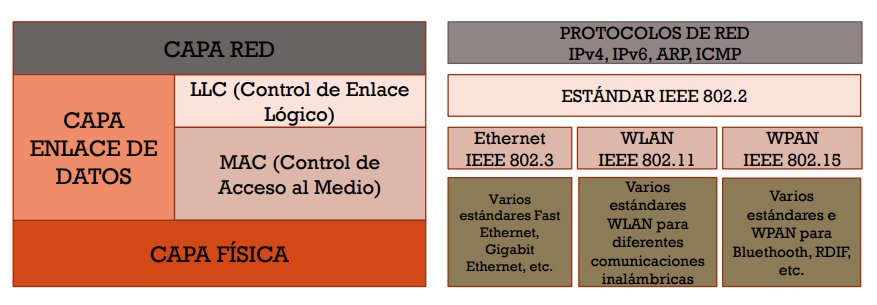 CAPA RED
CAPA
ENLACE DE
DATOS
LLC (Control de Enlace
Lógico)
MAC (Control de
Acceso al Medio)
CAPA FÍSICA
PROTOCOLOS DE RED
IPv4, IPv6, ARP, ICMP
ESTÁNDAR IEEE 802.2
Ethernet
IEEE 802.3
WLAN
IEEE 802.11
WPAN
IEEE 802.15
Varios
estándares Fast
Ethernet,
Gigabit
Ethernet, etc.
Varios
estándares
WLAN para
diferentes
comunicaciones
inalámbricas
Varios
estándares e
WPAN para
Bluethooth, RDIF,
etc.